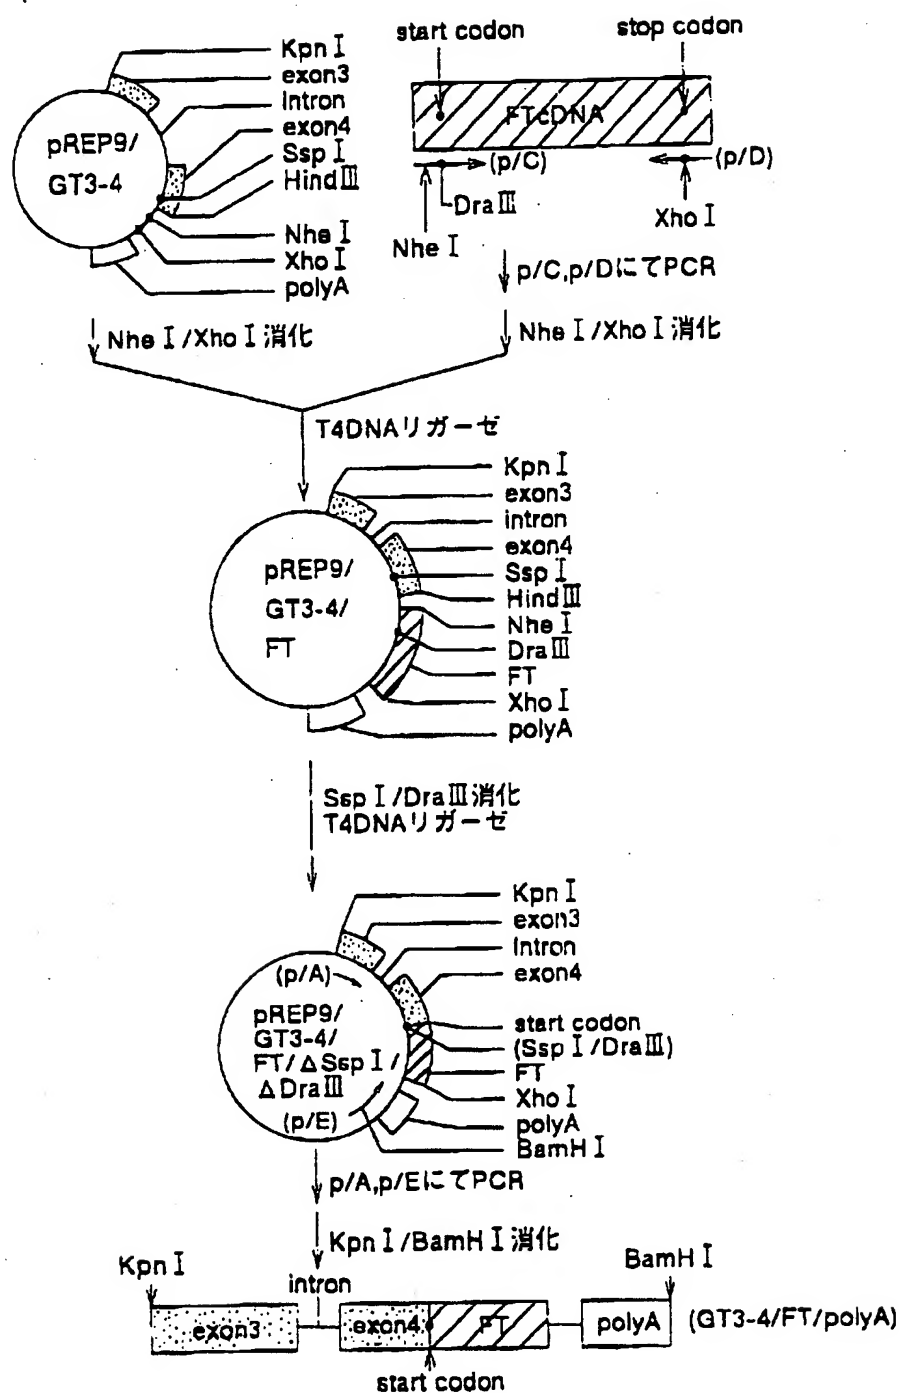 Kpn I
exon3
Intron
exon4
Ssp I
Hind III
Nhe I
Xho I
polyA
pREP9/
GT3-4
start codon
stop codon
FTcDNA
(p/C)
(p/D)
Dra III
Nhe I
Xho I
p/C,p/DにてPCR
Nhe I/Xho I 消化
Nhe I/Xho I 消化
T4DNAリガーゼ
Kpn I
exon3
intron
exon4
Ssp I
Hind III
Nhe I
Dra III
FT
Xho I
polyA
pREP9/
GT3-4/
FT
Ssp I/Dra III消化
T4DNAリガーゼ
Kpn I
exon3
Intron
exon4
start codon
(Ssp I/Dra III)
FT
Xho I
polyA
BamH I
(p/A)
pREP9/
GT3-4/
FT/ΔSsp I/
ΔDra III
(p/E)
p/A,p/EにてPCR
Kpn I/BamH I 消化
Kpn I
intron
BamH I
exon3
exon4
FT
polyA
(GT3-4/FT/polyA)
start codon